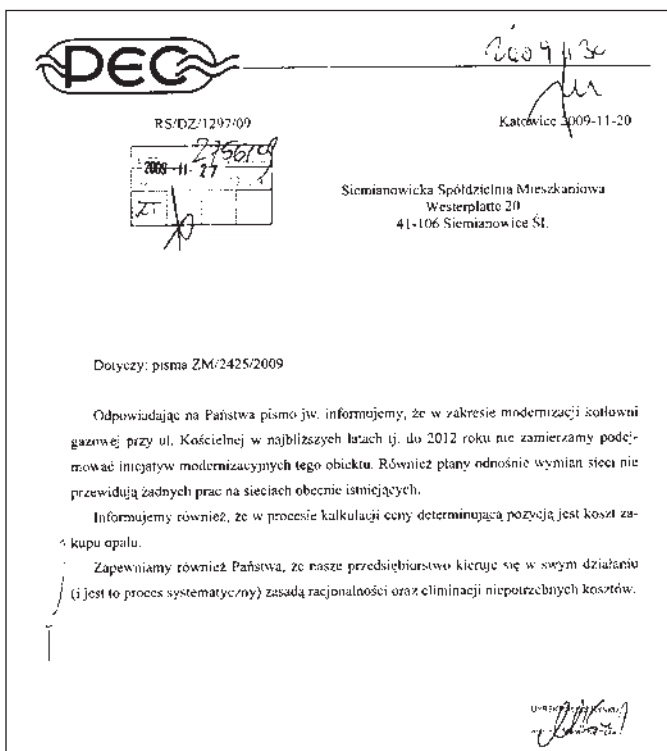 PEC
RS/DZ/1297/09
Katowice 2009-11-20
2009 -11- 27
Siemianowicka Spółdzielnia Mieszkaniowa
Westerplatte 20
41-106 Siemianowice Śl.
Dotyczy: pisma ZM/2425/2009
Odpowiadając na Państwa pismo jw. informujemy, że w zakresie modernizacji kotłowni
gazowej przy ul. Kościelnej w najbliższych latach tj. do 2012 roku nie zamierzamy podej-
mować inicjatyw modernizacyjnych tego obiektu. Również plany odnośnie wymian sieci nie
przewidują żadnych prac na sieciach obecnie istniejących.
Informujemy również, że w procesie kalkulacji ceny determinującą pozycją jest koszt za-
kupu opału.
Zapewniamy również Państwa, że nasze przedsiębiorstwo kieruje się w swym działaniu
(i jest to proces systematyczny) zasadą racjonalności oraz eliminacji niepotrzebnych kosztów.